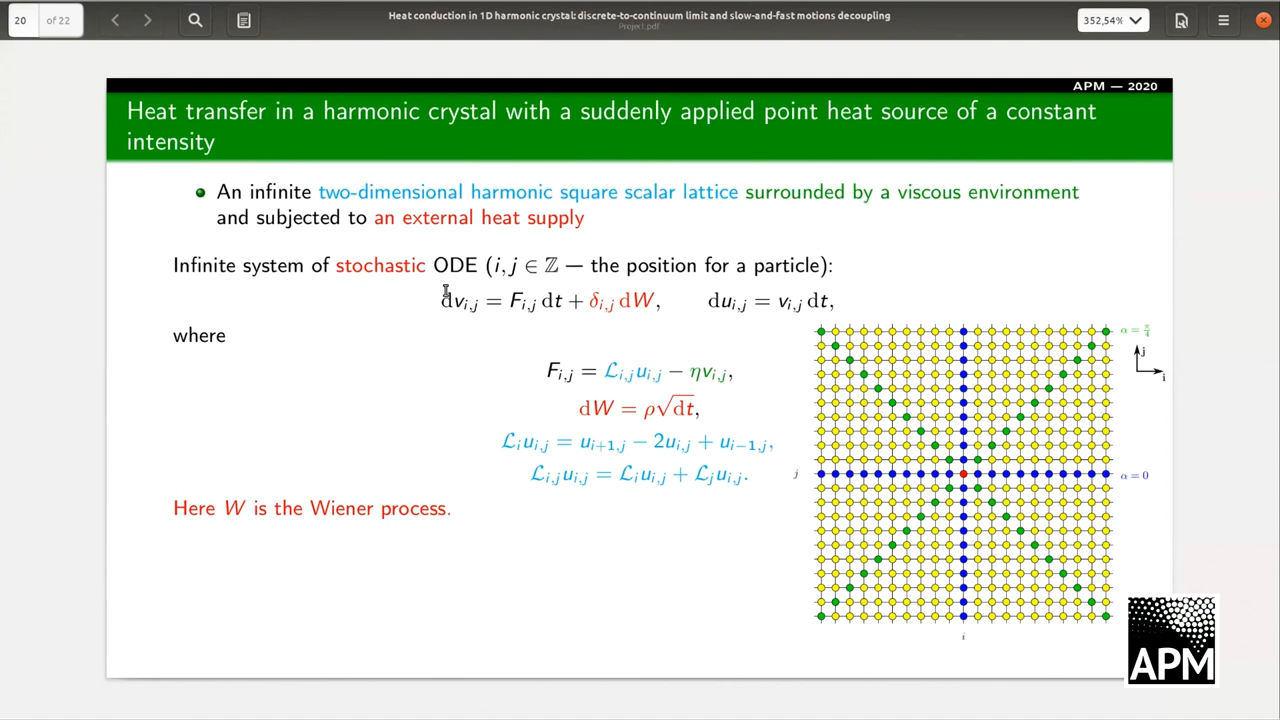 20 of 22
Heat conduction in 1D harmonic crystal: discrete-to-continuum limit and slow-and-fast motions decoupling
Project.pdf
352,54%
APM — 2020
Heat transfer in a harmonic crystal with a suddenly applied point heat source of a constant
intensity
An infinite two-dimensional harmonic square scalar lattice surrounded by a viscous environment
and subjected to an external heat supply
Infinite system of stochastic ODE (i, j ∈ ℤ — the position for a particle):
dv_{i,j} = F_{i,j} dt + δ_{i,j} dW, du_{i,j} = v_{i,j} dt,
where
F_{i,j} = ℒ_{i,j}u_{i,j} − ηv_{i,j},
dW = ρ√dt,
ℒ_i u_{i,j} = u_{i+1,j} − 2u_{i,j} + u_{i−1,j},
ℒ_{i,j}u_{i,j} = ℒ_i u_{i,j} + ℒ_j u_{i,j}.
Here W is the Wiener process.
α = π/4
j
i
j
α = 0
i
APM